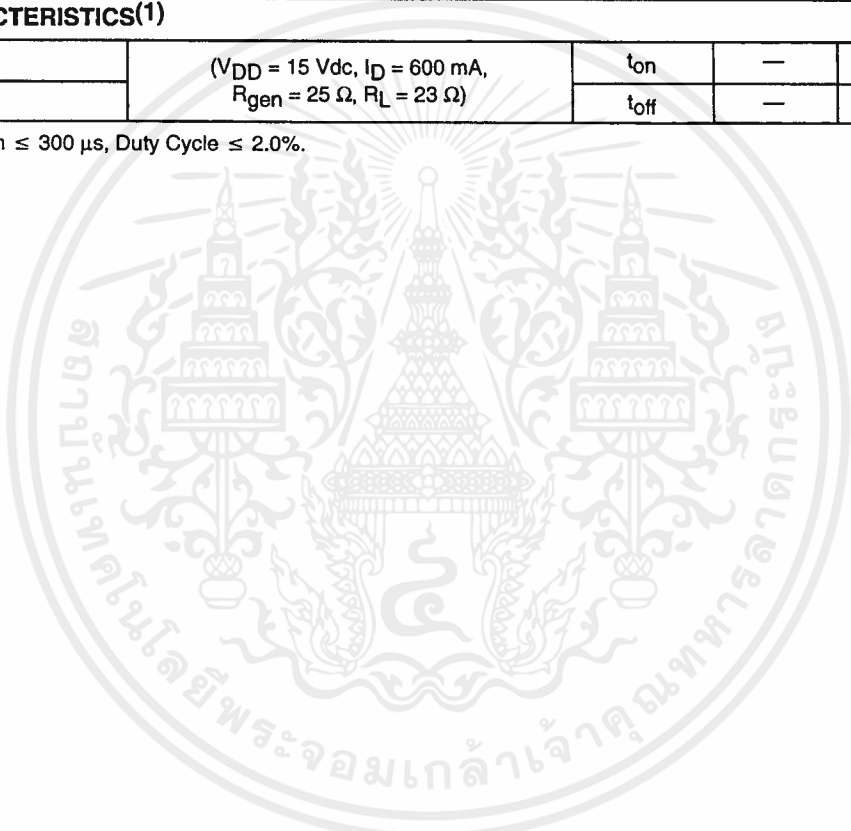 CTERISTICS(1)
(VDD = 15 Vdc, ID = 600 mA,
Rgen = 25 Ω, RL = 23 Ω)
ton —
toff —
≤ 300 μs, Duty Cycle ≤ 2.0%.
สถาบันเทคโนโลยีพระจอมเกล้าเจ้าคุณทหารลาดกระบัง